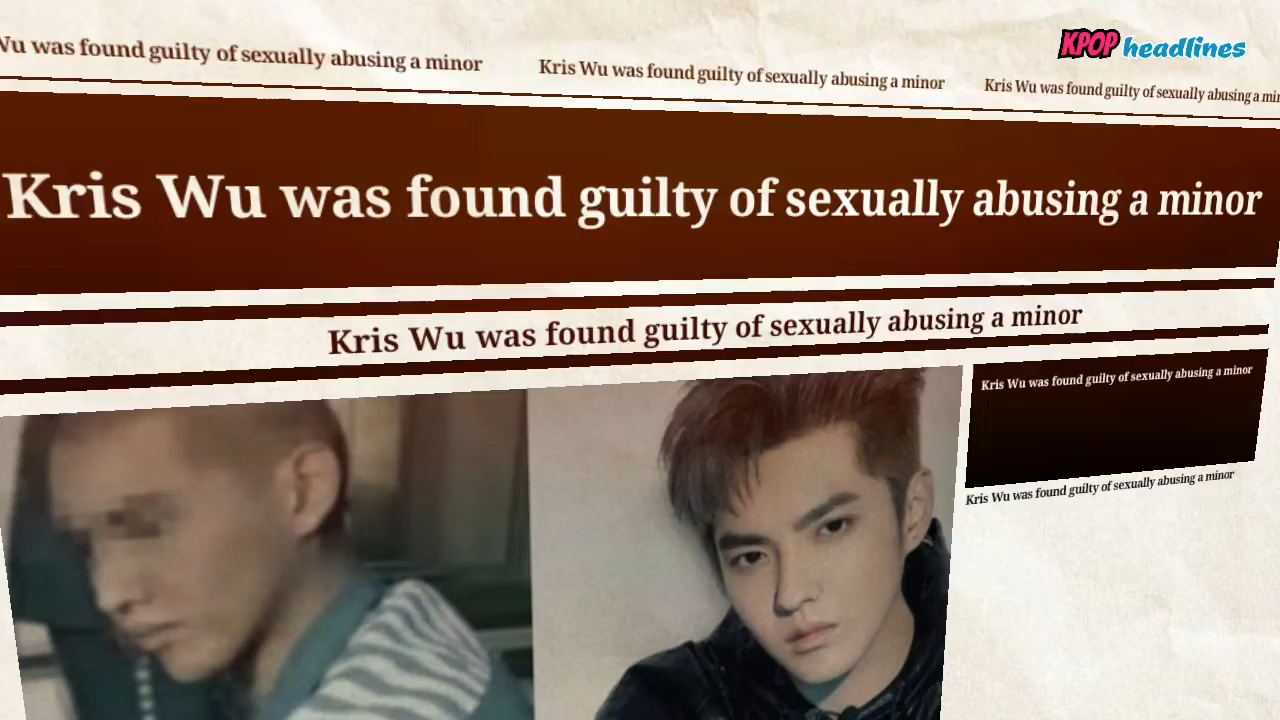 Wu was found guilty of sexually abusing a minor
Kris Wu was found guilty of sexually abusing a minor
Kris Wu was found guilty of sexually abusing a
KPOP headlines
Kris Wu was found guilty of sexually abusing a minor
Kris Wu was found guilty of sexually abusing a minor
Kris Wu was found guilty of sexually abusing a minor
Kris Wu was found guilty of sexually abusing a minor